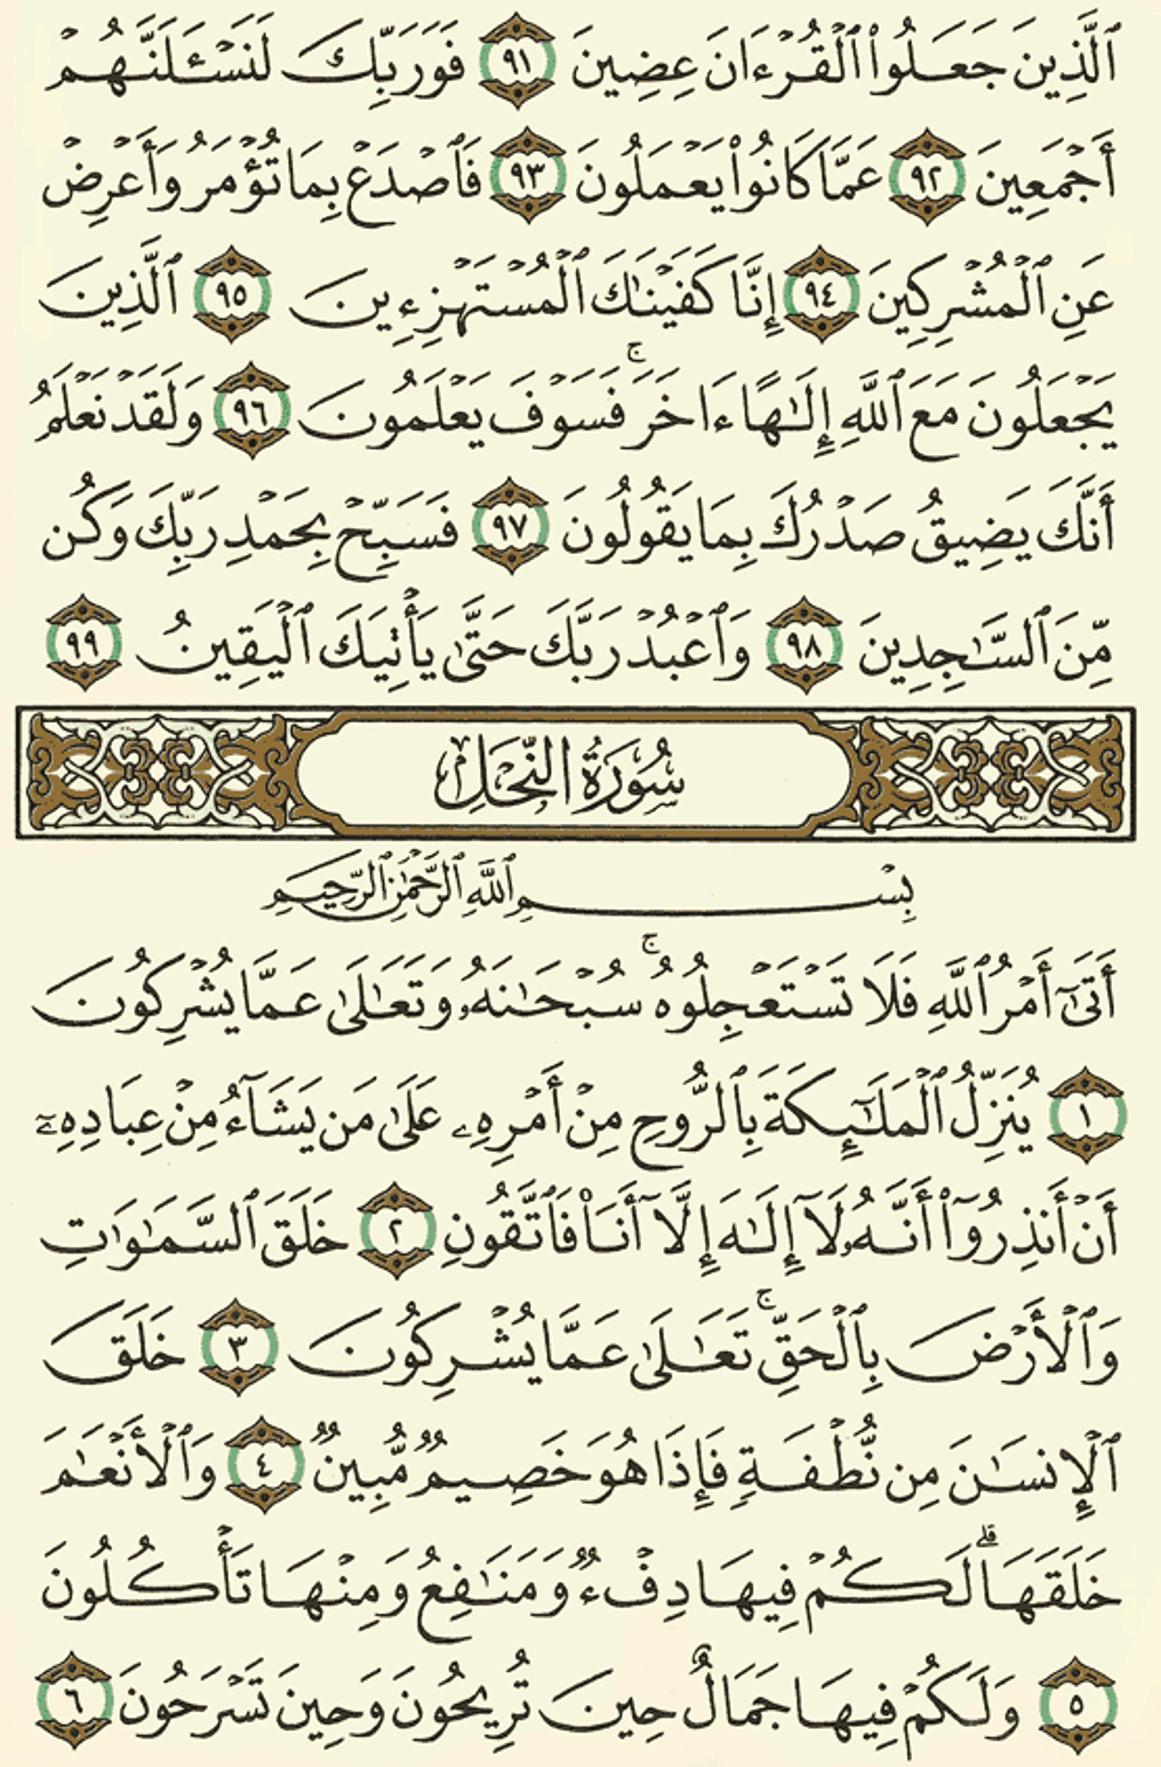 ٱلَّذِينَ جَعَلُوا۟ ٱلْقُرْءَانَ عِضِينَ ٩١ فَوَرَبِّكَ لَنَسْـَٔلَنَّهُمْ
أَجْمَعِينَ ٩٢ عَمَّا كَانُوا۟ يَعْمَلُونَ ٩٣ فَٱصْدَعْ بِمَا تُؤْمَرُ وَأَعْرِضْ
عَنِ ٱلْمُشْرِكِينَ ٩٤ إِنَّا كَفَيْنَـٰكَ ٱلْمُسْتَهْزِءِينَ ٩٥ ٱلَّذِينَ
يَجْعَلُونَ مَعَ ٱللَّهِ إِلَـٰهًا ءَاخَرَ ۚ فَسَوْفَ يَعْلَمُونَ ٩٦ وَلَقَدْ نَعْلَمُ
أَنَّكَ يَضِيقُ صَدْرُكَ بِمَا يَقُولُونَ ٩٧ فَسَبِّحْ بِحَمْدِ رَبِّكَ وَكُن
مِّنَ ٱلسَّـٰجِدِينَ ٩٨ وَٱعْبُدْ رَبَّكَ حَتَّىٰ يَأْتِيَكَ ٱلْيَقِينُ ٩٩
سُورَةُ النَّحْلِ
بِسْمِ ٱللَّهِ ٱلرَّحْمَـٰنِ ٱلرَّحِيمِ
أَتَىٰٓ أَمْرُ ٱللَّهِ فَلَا تَسْتَعْجِلُوهُ ۚ سُبْحَـٰنَهُۥ وَتَعَـٰلَىٰ عَمَّا يُشْرِكُونَ
١ يُنَزِّلُ ٱلْمَلَـٰٓئِكَةَ بِٱلرُّوحِ مِنْ أَمْرِهِۦ عَلَىٰ مَن يَشَآءُ مِنْ عِبَادِهِۦٓ
أَنْ أَنذِرُوٓا۟ أَنَّهُۥ لَآ إِلَـٰهَ إِلَّآ أَنَا۠ فَٱتَّقُونِ ٢ خَلَقَ ٱلسَّمَـٰوَٰتِ
وَٱلْأَرْضَ بِٱلْحَقِّ ۚ تَعَـٰلَىٰ عَمَّا يُشْرِكُونَ ٣ خَلَقَ
ٱلْإِنسَـٰنَ مِن نُّطْفَةٍ فَإِذَا هُوَ خَصِيمٌ مُّبِينٌ ٤ وَٱلْأَنْعَـٰمَ
خَلَقَهَا ۗ لَكُمْ فِيهَا دِفْءٌ وَمَنَـٰفِعُ وَمِنْهَا تَأْكُلُونَ
٥ وَلَكُمْ فِيهَا جَمَالٌ حِينَ تُرِيحُونَ وَحِينَ تَسْرَحُونَ ٦